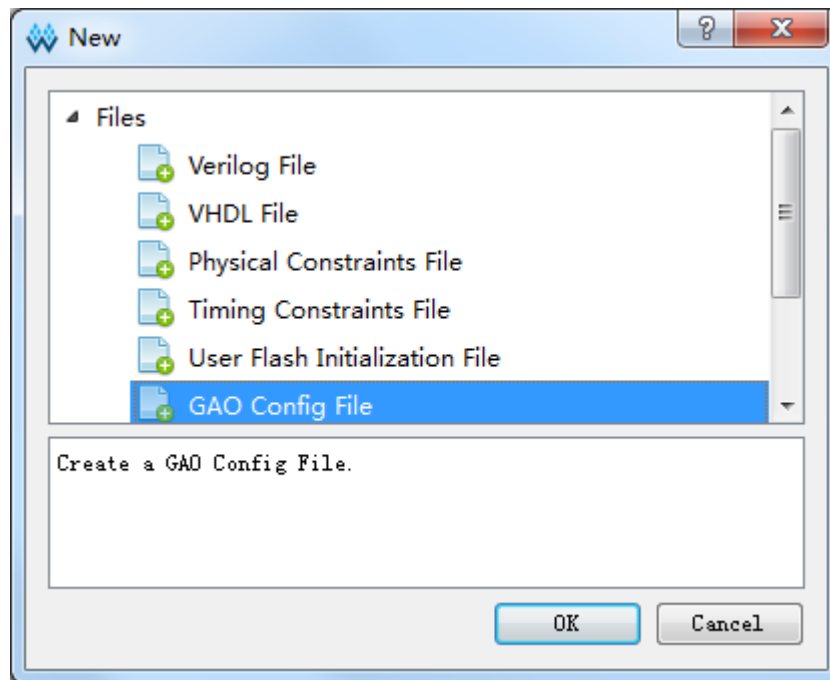 New
Files
Verilog File
VHDL File
Physical Constraints File
Timing Constraints File
User Flash Initialization File
GAO Config File
Create a GAO Config File.
OK Cancel